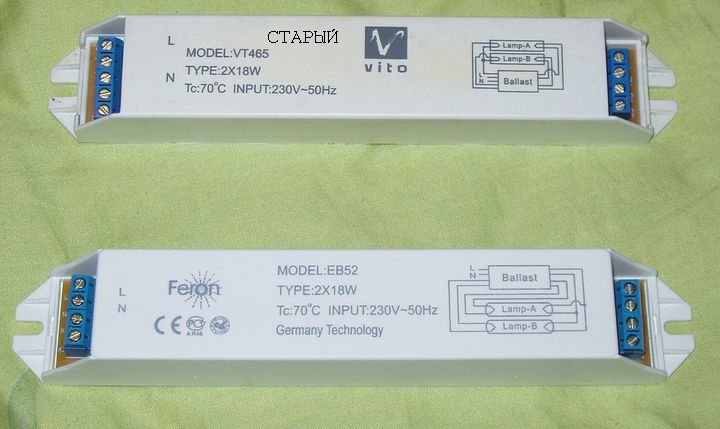 СТАРЫЙ
L
MODEL:VT465
N
TYPE:2X18W
Tc:70°C INPUT:230V~50Hz
vito
Lamp-A
Lamp-B
L
N
Ballast
L
N
Feron
MODEL:EB52
TYPE:2X18W
Tc:70°C INPUT:230V~50Hz
Germany Technology
CE
L
N
Ballast
Lamp-A
Lamp-B
L
N
X